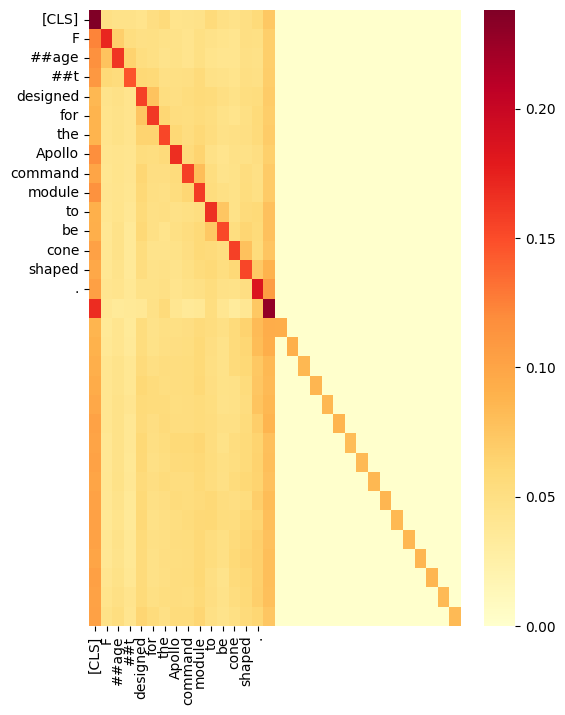 [CLS]
F
##age
##t
designed
for
the
Apollo
command
module
to
be
cone
shaped
.
0.20
0.15
0.10
0.05
0.00
[CLS]
F
##age
##t
designed
for
the
Apollo
command
module
to
be
cone
shaped
.